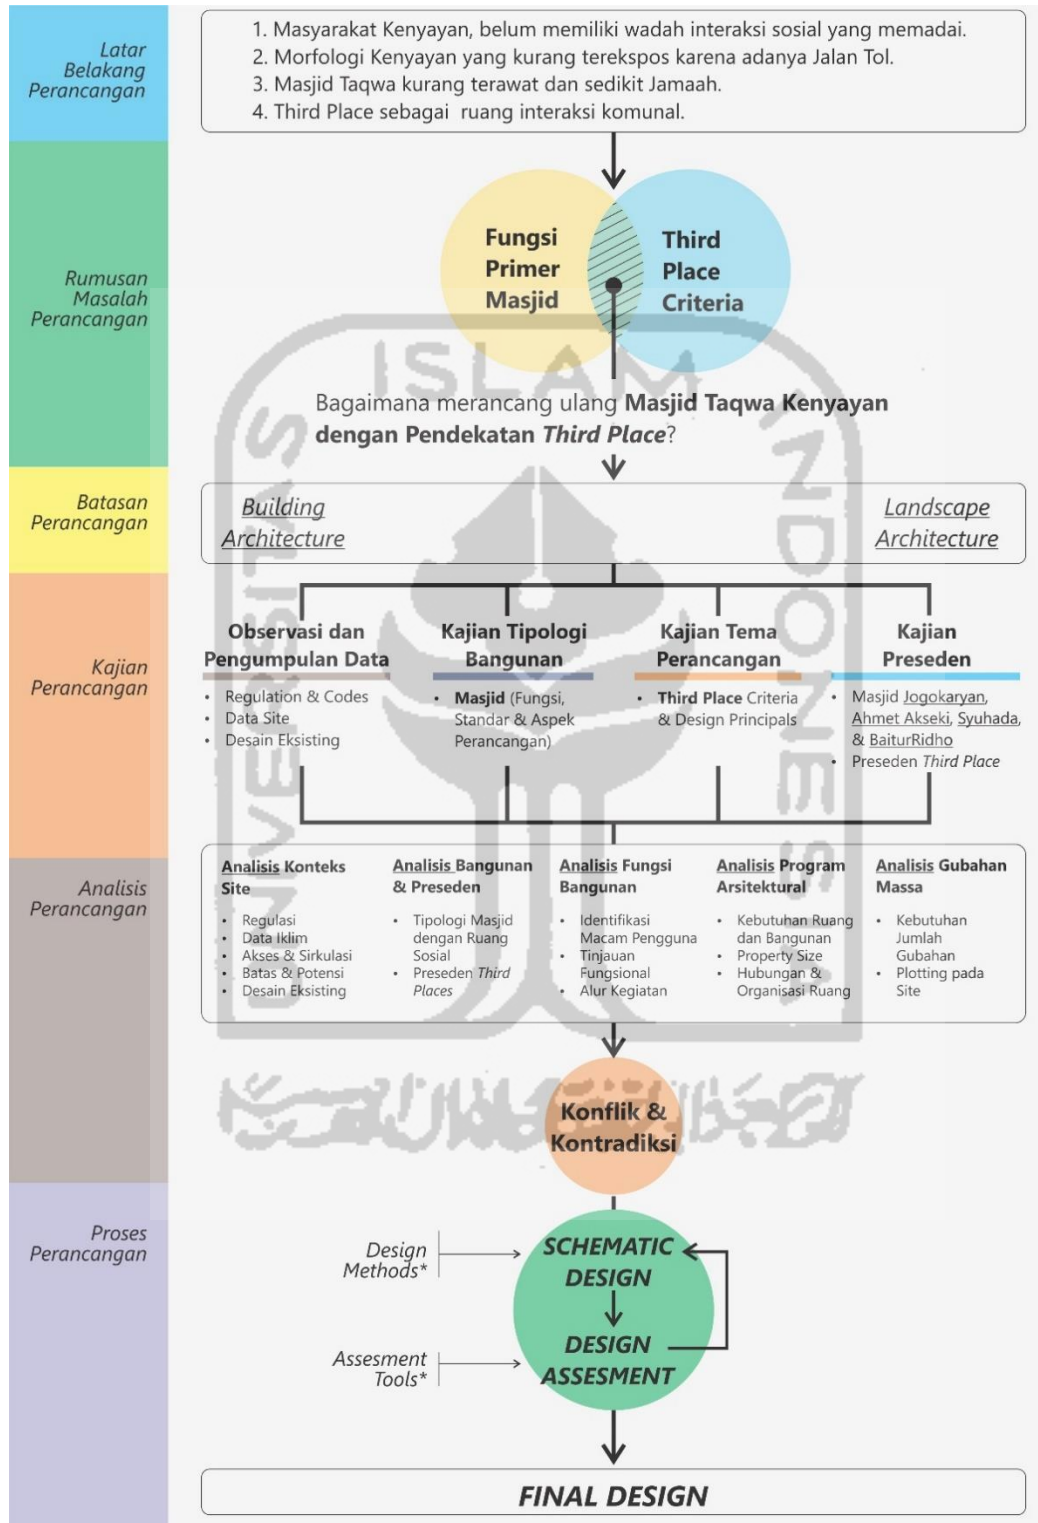 Latar
Belakang
Perancangan
1. Masyarakat Kenyayan, belum memiliki wadah interaksi sosial yang memadai.
2. Morfologi Kenyayan yang kurang terekspos karena adanya Jalan Tol.
3. Masjid Taqwa kurang terawat dan sedikit Jamaah.
4. Third Place sebagai ruang interaksi komunal.
Rumusan
Masalah
Perancangan
Fungsi
Primer
Masjid
Third
Place
Criteria
Bagaimana merancang ulang Masjid Taqwa Kenyayan
dengan Pendekatan Third Place?
Batasan
Perancangan
Building
Architecture
Landscape
Architecture
Kajian
Perancangan
Observasi dan
Pengumpulan Data
• Regulation & Codes
• Data Site
• Desain Eksisting
Kajian Tipologi
Bangunan
• Masjid (Fungsi,
Standar & Aspek
Perancangan)
Kajian Tema
Perancangan
• Third Place Criteria
& Design Principals
Kajian
Preseden
• Masjid Jogokaryan,
Ahmet Akseki, Syuhada,
& BaiturRidho
• Preseden Third Place
Analisis
Perancangan
Analisis Konteks
Site
• Regulasi
• Data Iklim
• Akses & Sirkulasi
• Batas & Potensi
• Desain Eksisting
Analisis Bangunan
& Preseden
• Tipologi Masjid
dengan Ruang
Sosial
• Preseden Third
Places
Analisis Fungsi
Bangunan
• Identifikasi
Macam Pengguna
• Tinjauan
Fungsional
• Alur Kegiatan
Analisis Program
Arsitektural
• Kebutuhan Ruang
dan Bangunan
• Property Size
• Hubungan &
Organisasi Ruang
Analisis Gubahan
Massa
• Kebutuhan
Jumlah
Gubahan
• Plotting pada
Site
Konflik &
Kontradiksi
Proses
Perancangan
Design
Methods*
SCHEMATIC
DESIGN
Assesment
Tools*
DESIGN
ASSESMENT
FINAL DESIGN
UNIVERSITAS
ISLAM
INDONESIA